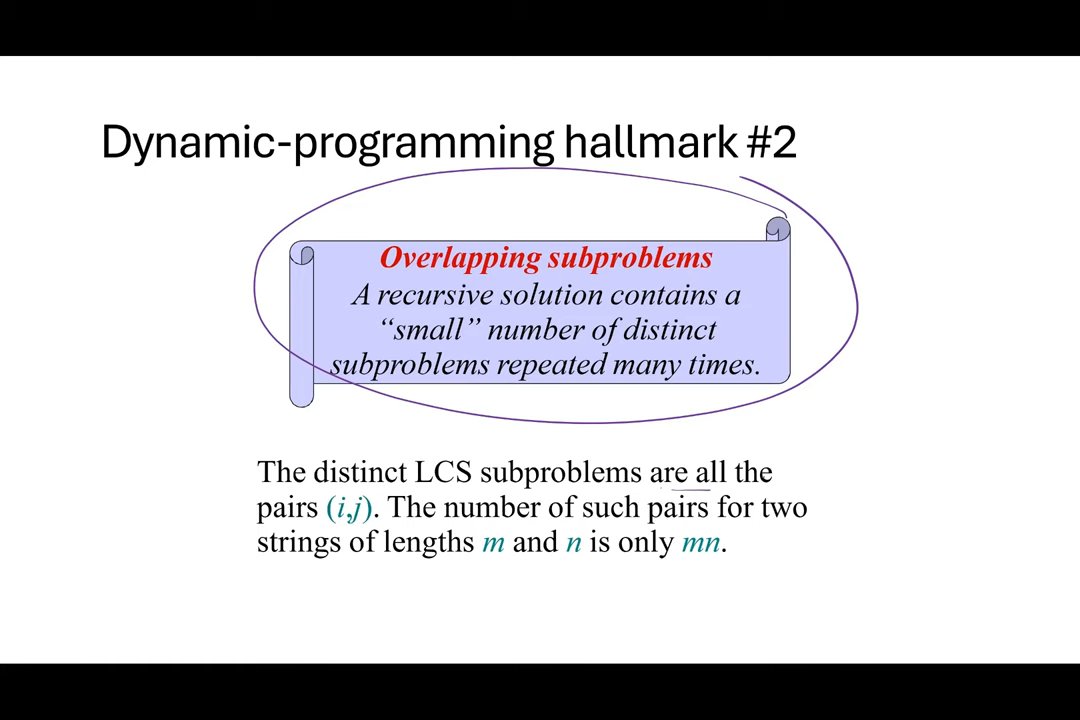 Dynamic-programming hallmark #2
Overlapping subproblems
A recursive solution contains a
“small” number of distinct
subproblems repeated many times.
The distinct LCS subproblems are all the
pairs (i,j). The number of such pairs for two
strings of lengths m and n is only mn.